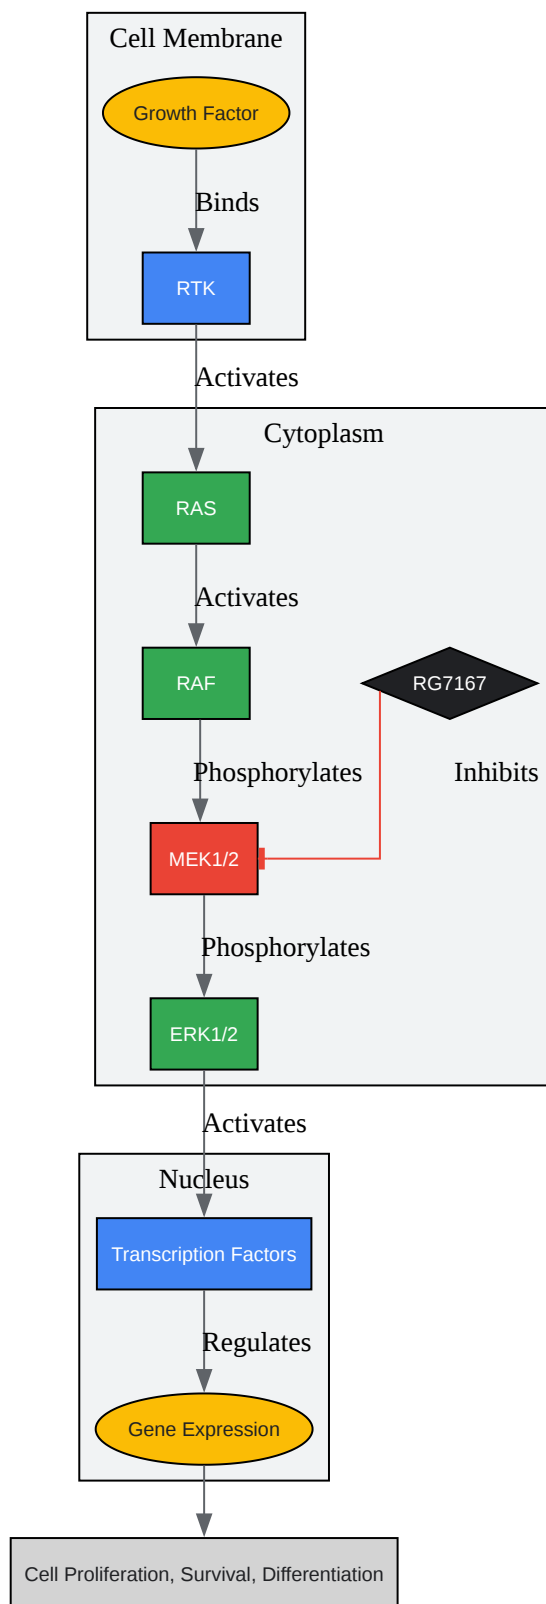 Cell Membrane
Growth Factor
Binds
RTK
Activates
Cytoplasm
RAS
Activates
RAF
RG7167
Phosphorylates
Inhibits
MEK1/2
Phosphorylates
ERK1/2
Activates
Nucleus
Transcription Factors
Regulates
Gene Expression
Cell Proliferation, Survival, Differentiation